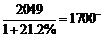 2049 / 1+21.2% = 1700⁻